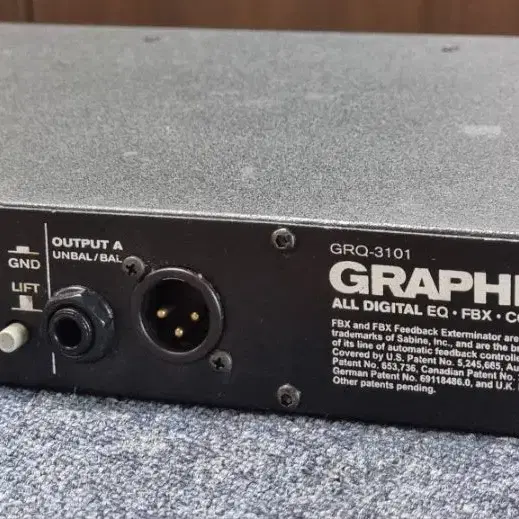 GND
LIFT
OUTPUT A
UNBAL/BAL
GRQ-3101
GRAPHI
ALL DIGITAL EQ • FBX • CO
FBX and FBX Feedback Exterminator are
trademarks of Sabine, Inc., and are the br
of its line of automatic feedback controlle
Covered by U.S. Patent No. 5,245,665, Au
Patent No. 653,736, Canadian Patent No.
German Patent No. 69118486.0, and U.K.
Other patents pending.